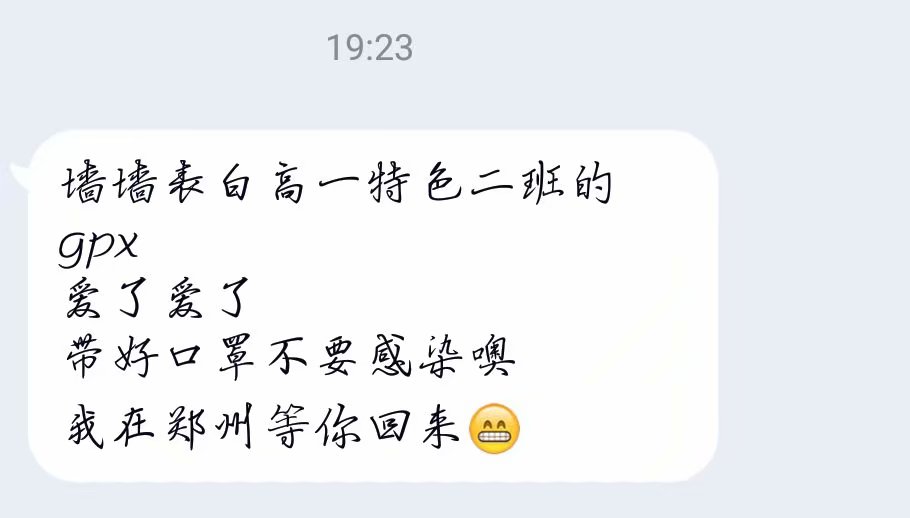 19:23
墙墙表白高一特色二班的
gpx
爱了爱了
带好口罩不要感染噢
我在郑州等你回来😁